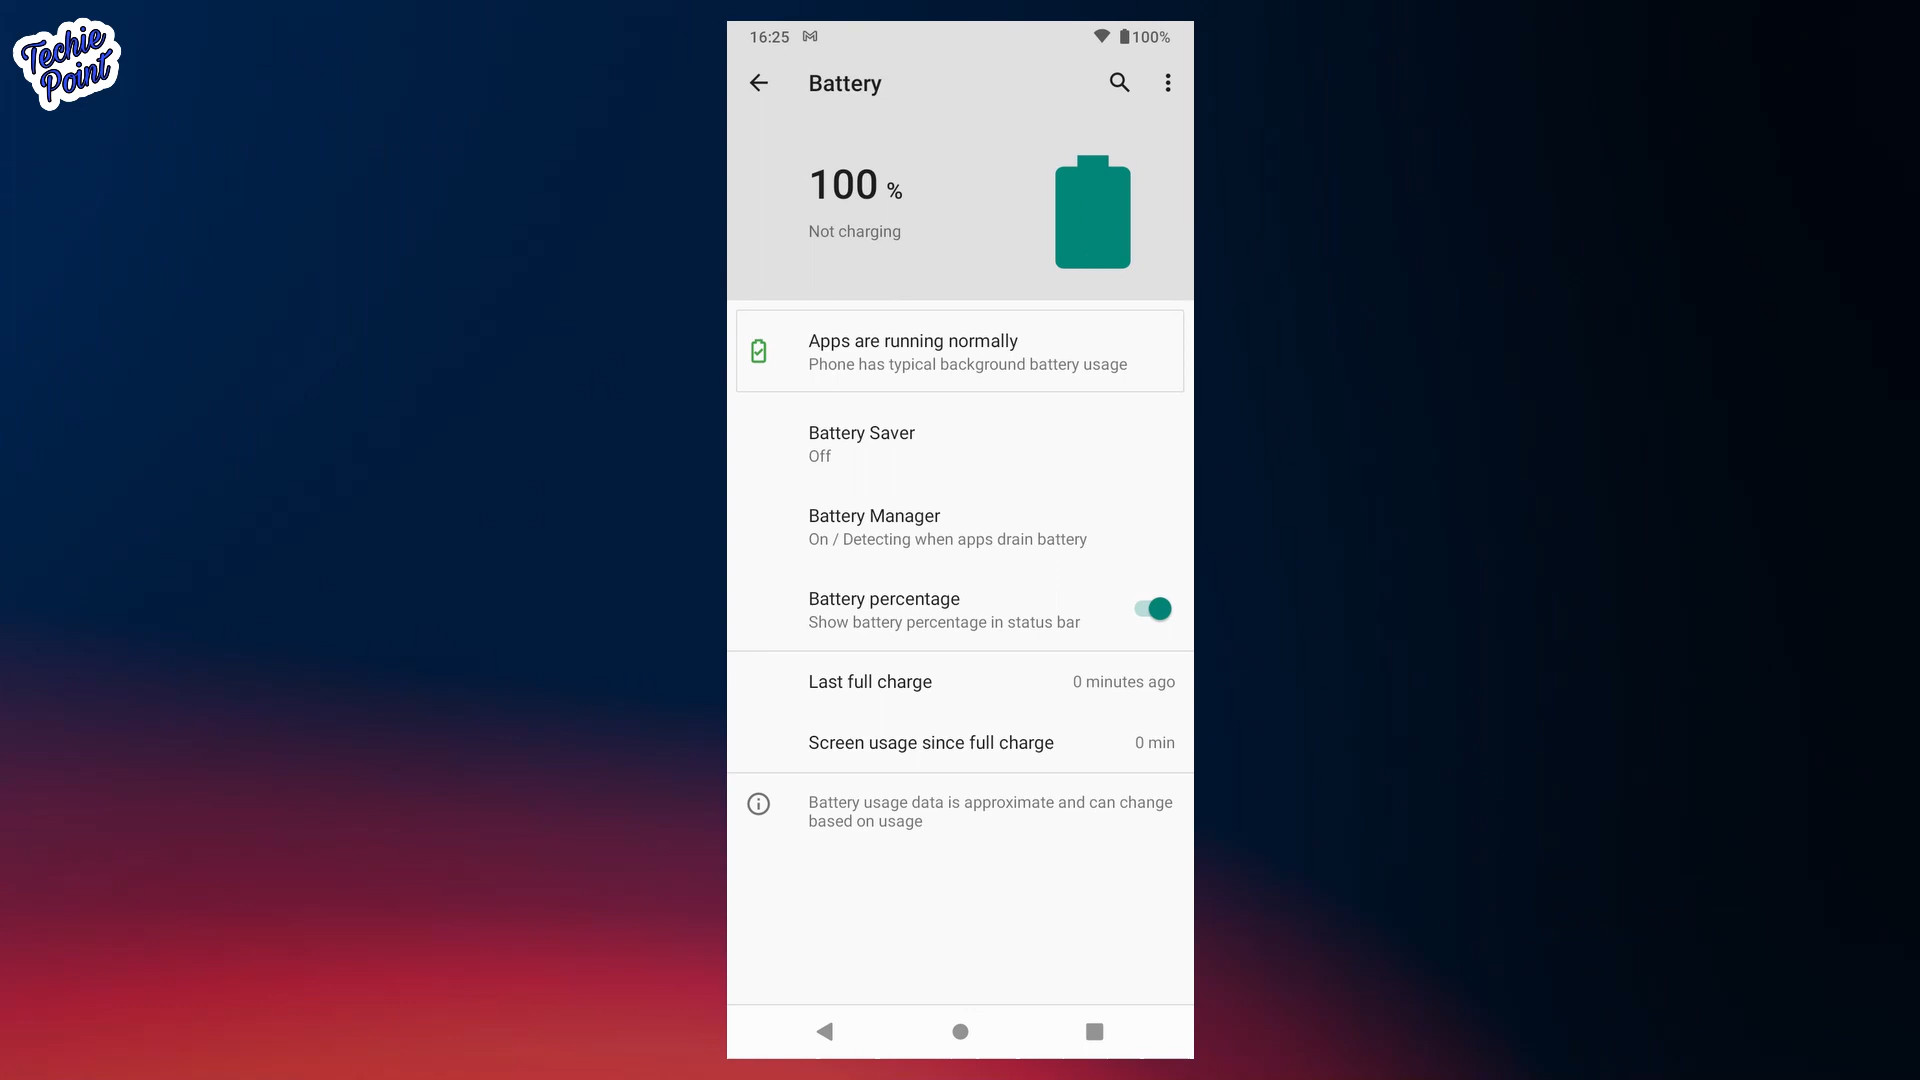 Techie
Point
16:25
100%
Battery
100 %
Not charging
Apps are running normally
Phone has typical background battery usage
Battery Saver
Off
Battery Manager
On / Detecting when apps drain battery
Battery percentage
Show battery percentage in status bar
Last full charge 0 minutes ago
Screen usage since full charge 0 min
Battery usage data is approximate and can change
based on usage